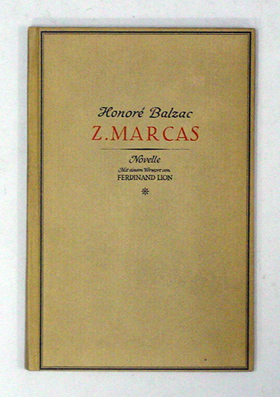 Honoré Balzac
Z. MARCAS
Novelle
Mit einem Vorwort von
FERDINAND LION